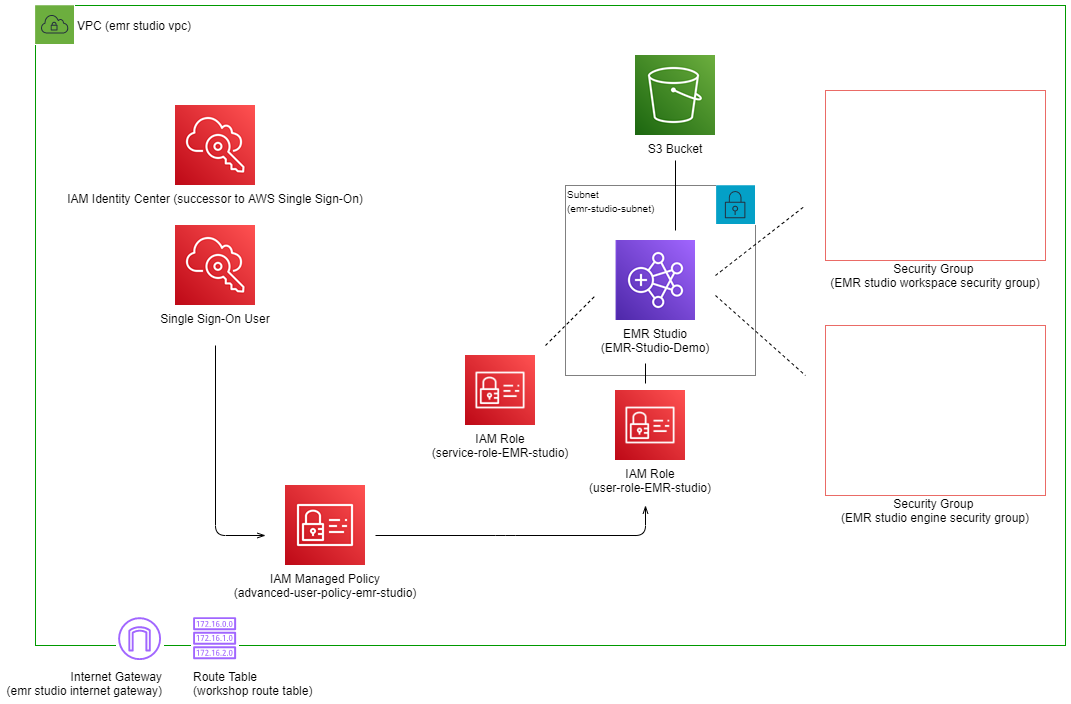 VPC (emr studio vpc)
S3 Bucket
IAM Identity Center (successor to AWS Single Sign-On)
Subnet
(emr-studio-subnet)
Security Group
(EMR studio workspace security group)
Single Sign-On User
EMR Studio
(EMR-Studio-Demo)
IAM Role
(service-role-EMR-studio)
IAM Role
(user-role-EMR-studio)
Security Group
(EMR studio engine security group)
IAM Managed Policy
(advanced-user-policy-emr-studio)
172.16.0.0
172.16.1.0
172.16.2.0
Internet Gateway
(emr studio internet gateway)
Route Table
(workshop route table)